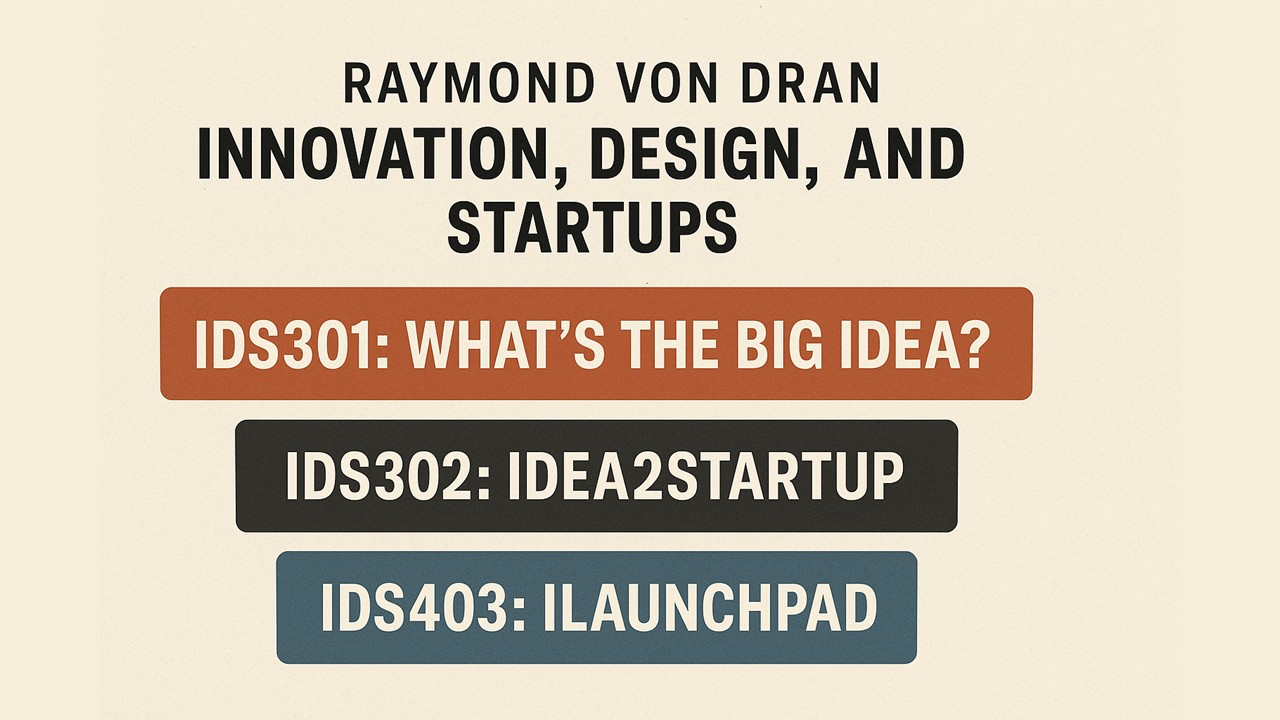 RAYMOND VON DRAN
INNOVATION, DESIGN, AND
STARTUPS
IDS301: WHAT’S THE BIG IDEA?
IDS302: IDEA2STARTUP
IDS403: ILAUNCHPAD